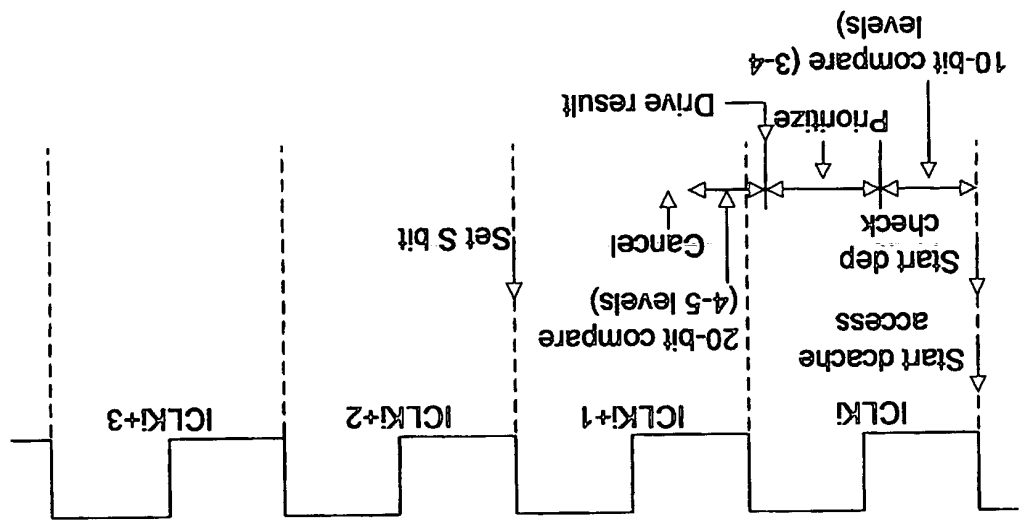 ICLKi
ICLKi+1
ICLKi+2
ICLKi+3
Start dcache
access
Start dep
check
20-bit compare
(4-5 levels)
Cancel
Set S bit
Prioritize
Drive result
10-bit compare (3-4
levels)